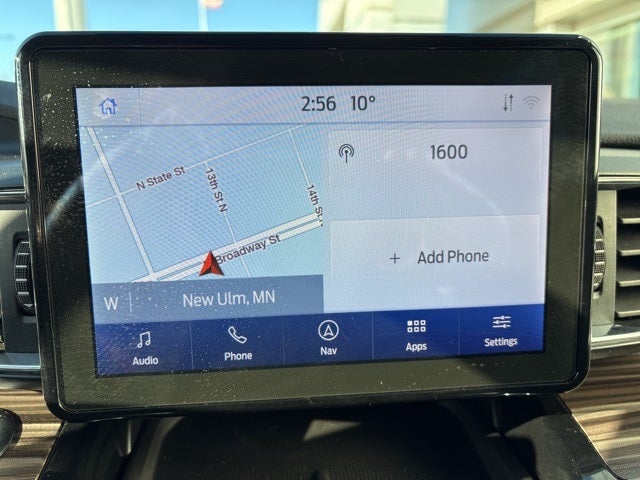 2:56 10°
N State St
13th St N
14th St
Broadway St
1600
+ Add Phone
W New Ulm, MN
Audio
Phone
Nav
Apps
Settings